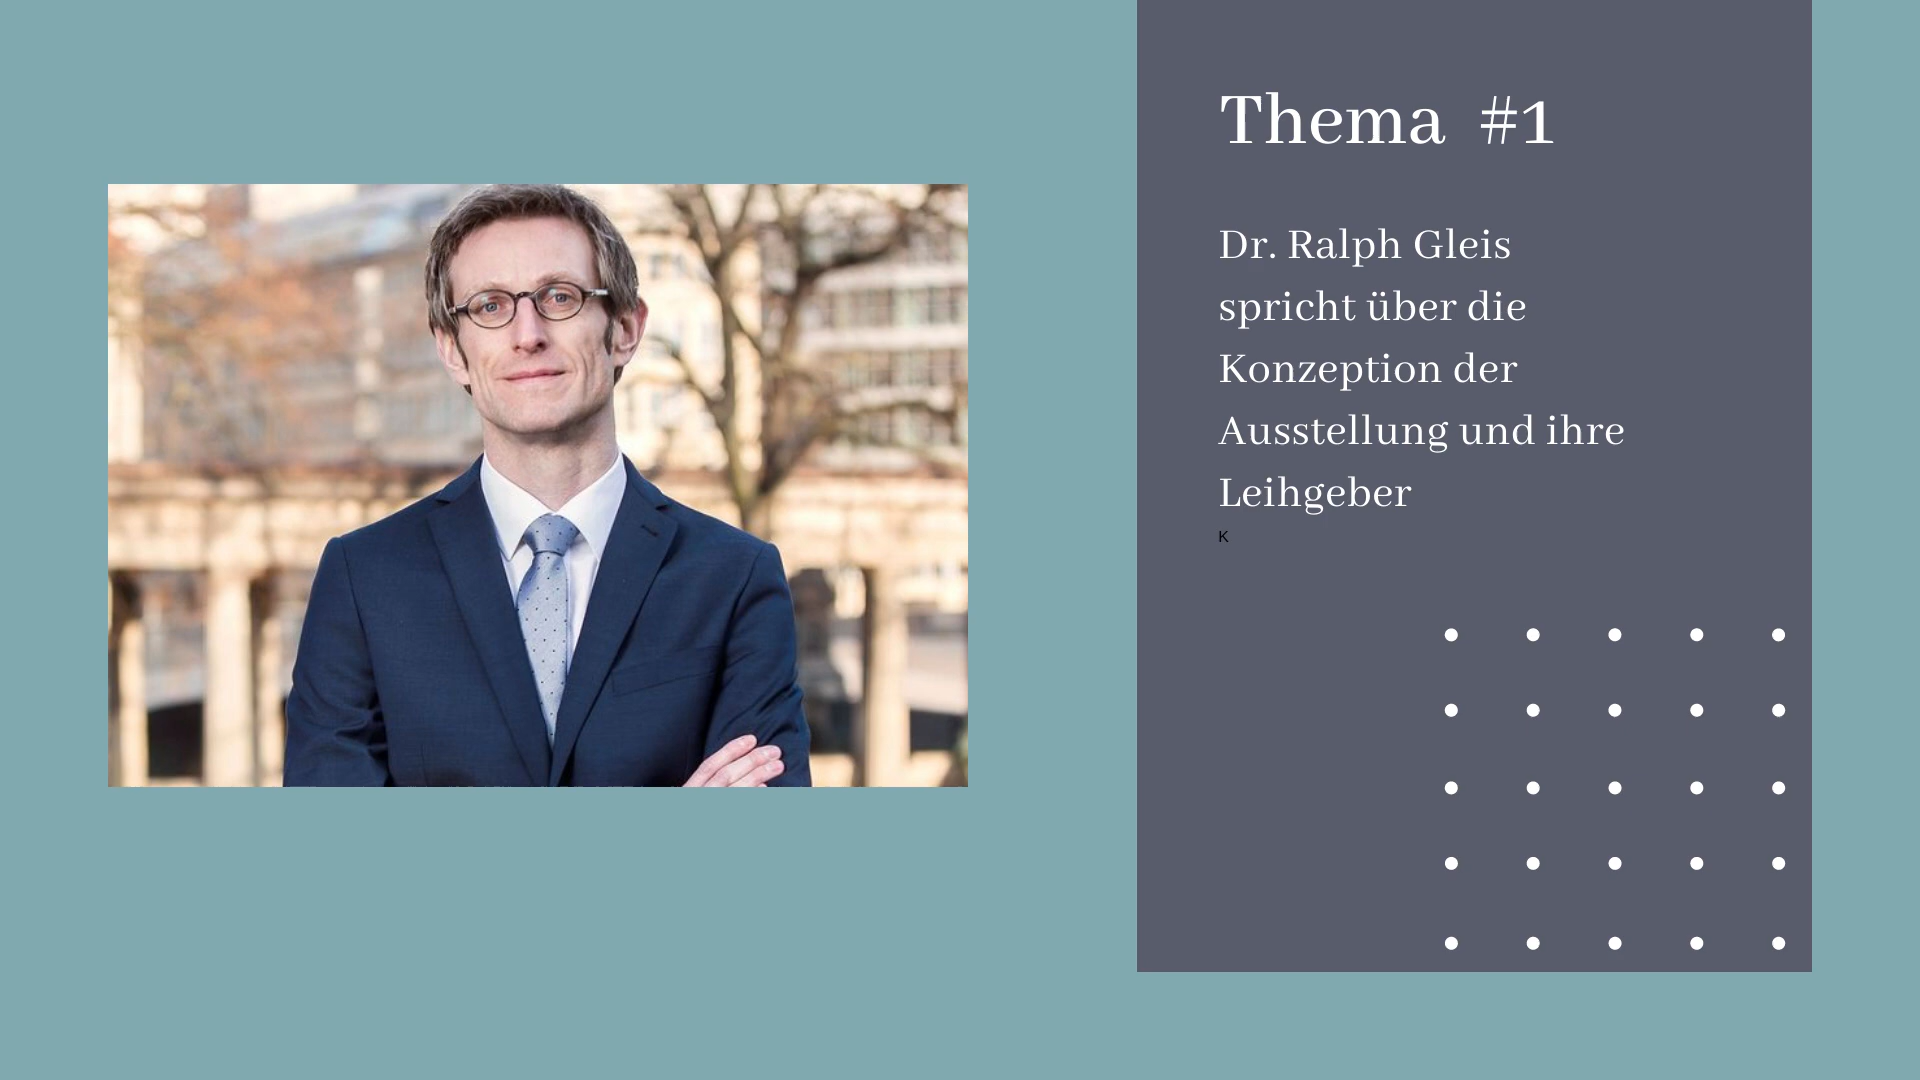 Thema #1
Dr. Ralph Gleis
spricht über die
Konzeption der
Ausstellung und ihre
Leihgeber
K